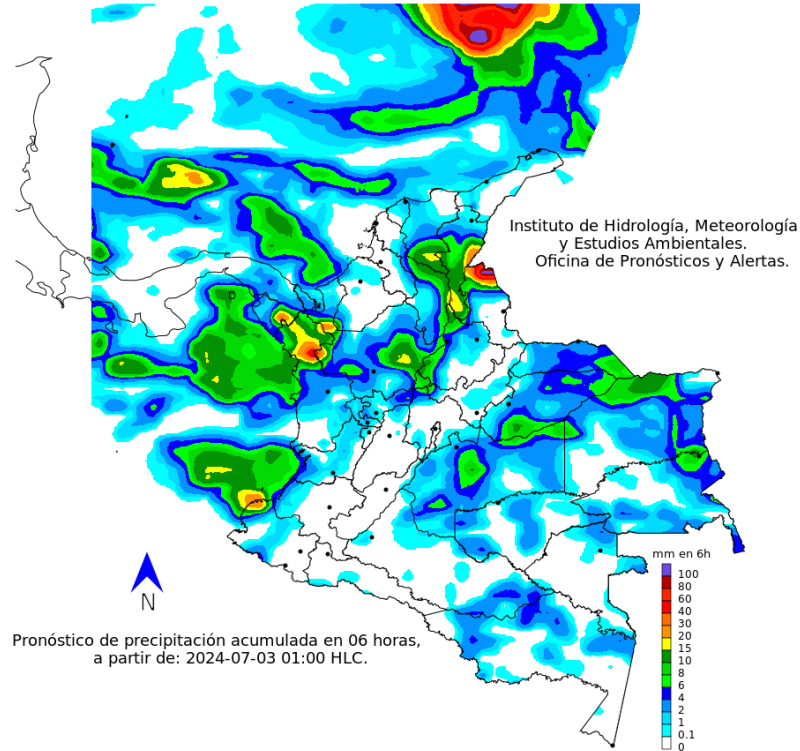 Instituto de Hidrología, Meteorología
y Estudios Ambientales.
Oficina de Pronósticos y Alertas.
mm en 6h
100
80
60
40
30
20
15
10
8
6
4
2
1
0.1
0
N
Pronóstico de precipitación acumulada en 06 horas,
a partir de: 2024-07-03 01:00 HLC.